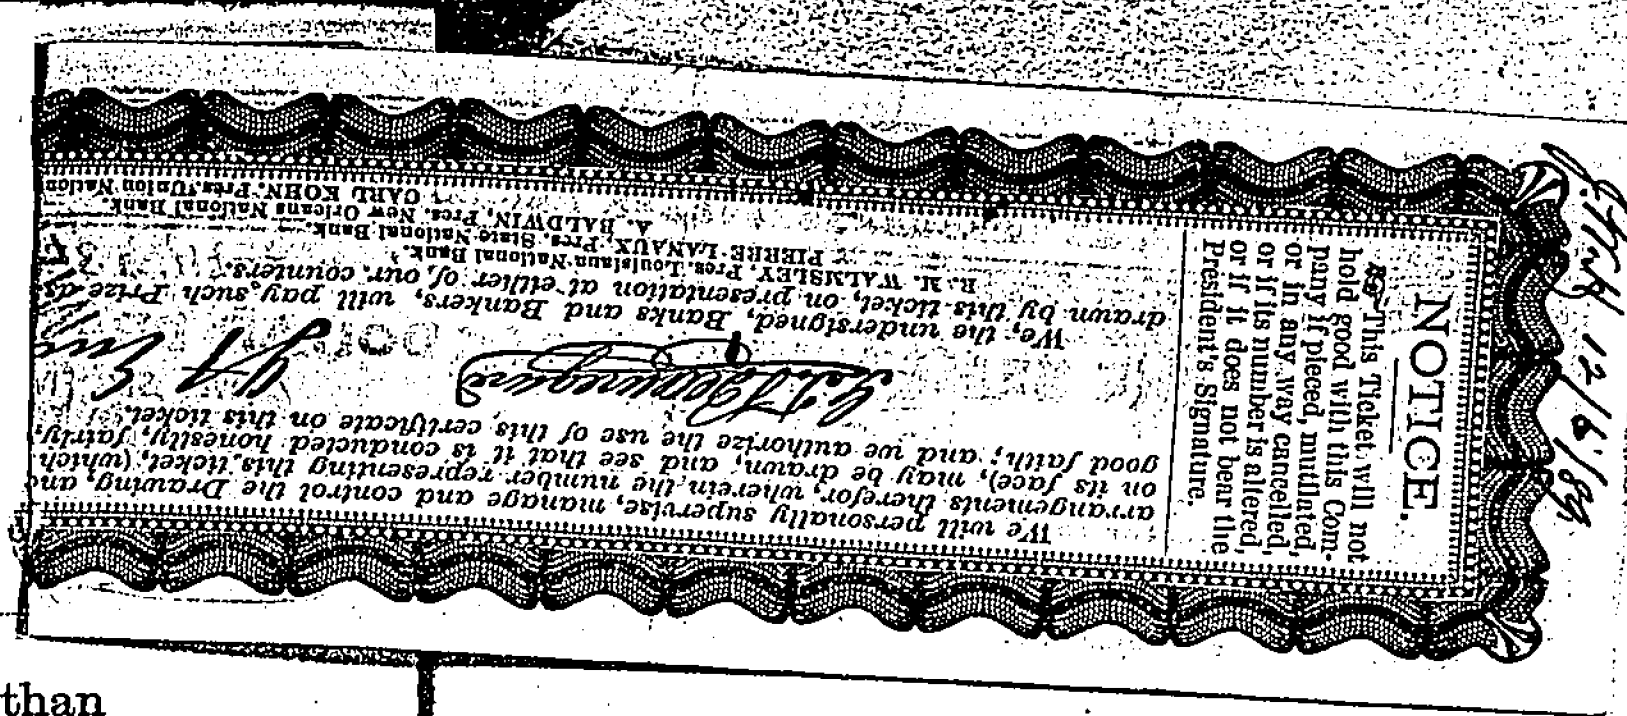 NOTICE.
This Ticket will not
hold good with this Com-
pany if pieced, mutilated,
or in any way cancelled,
or if its number is altered,
or if it does not bear the
President's Signature.
We will personally supervise, manage and control the Drawing, and
arrangements therefor, wherein the number representing this ticket, (which
on its face), may be drawn; and see that it is conducted honestly, fairly,
good faith; and we authorize the use of this certificate on this ticket.
We, the undersigned, Banks and Bankers, will pay such Prize as
drawn by this ticket, on presentation at either of our counters.
R. M. WALMSLEY, Pres. Louisiana National Bank.
PIERRE LANAUX, Pres. State National Bank.
A. BALDWIN, Pres. New Orleans National Bank.
CARD KOHN. Pres. Union Nation
12/6/89
than